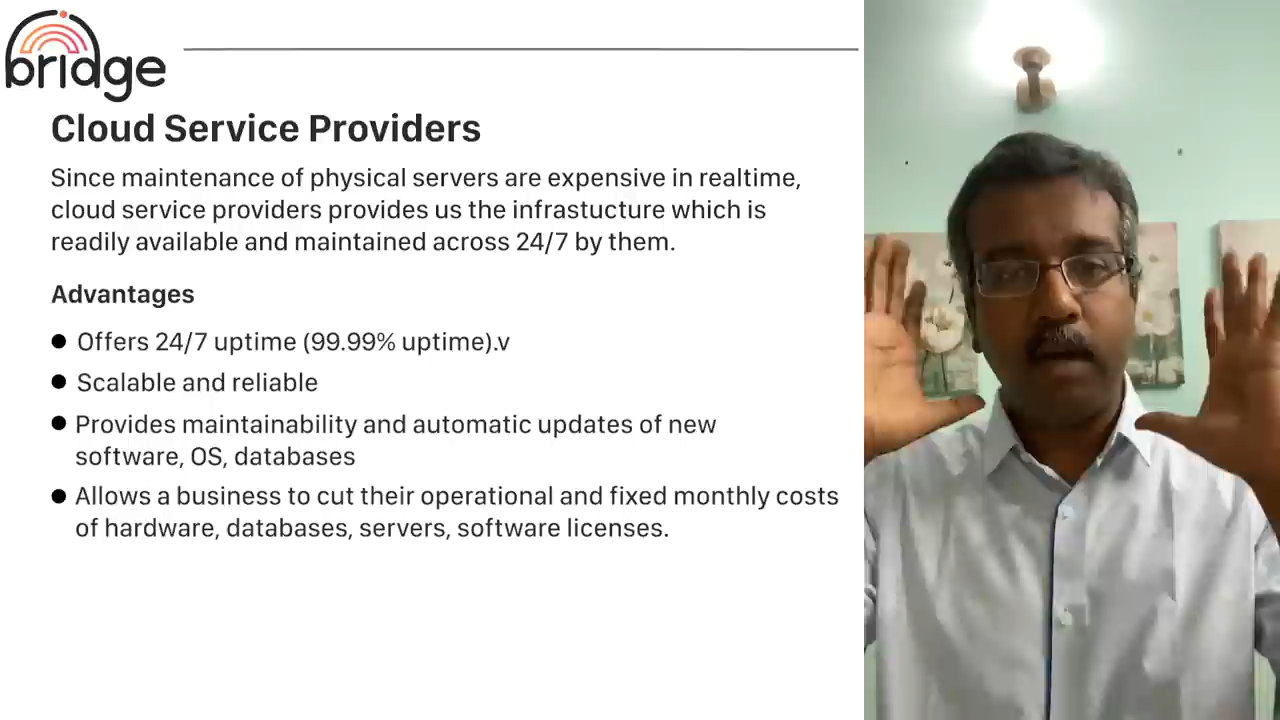 bridge
Cloud Service Providers
Since maintenance of physical servers are expensive in realtime,
cloud service providers provides us the infrastucture which is
readily available and maintained across 24/7 by them.
Advantages
● Offers 24/7 uptime (99.99% uptime).v
● Scalable and reliable
● Provides maintainability and automatic updates of new
software, OS, databases
● Allows a business to cut their operational and fixed monthly costs
of hardware, databases, servers, software licenses.